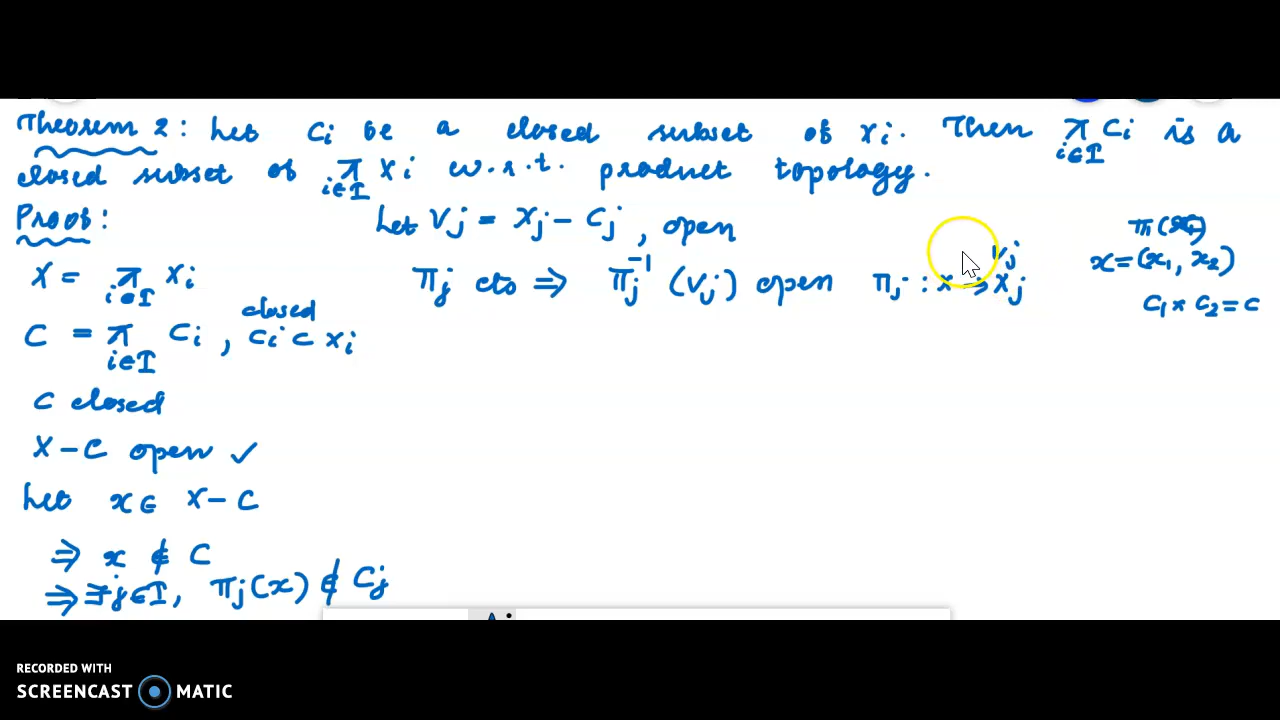 Theorem 2: Let Ci be a closed subset of Xi. Then π Ci is a
i∈I
closed subset of π Xi w.r.t. product topology.
i∈I
Proof:
X = π Xi
i∈I
C = π Ci, Ci ⊂ Xi
closed
i∈I
C closed
X - C open ✓
Let x ∈ X - C
⇒ x ∉ C
⇒ ∃ j ∈ I, πj(x) ∉ Cj
Let Vj = Xj - Cj, open
πj cts ⇒ πj⁻¹ (Vj) open πj : X → Xj
Vj
x = (x1, x2)
C1 × C2 = C
RECORDED WITH
SCREENCAST MATIC